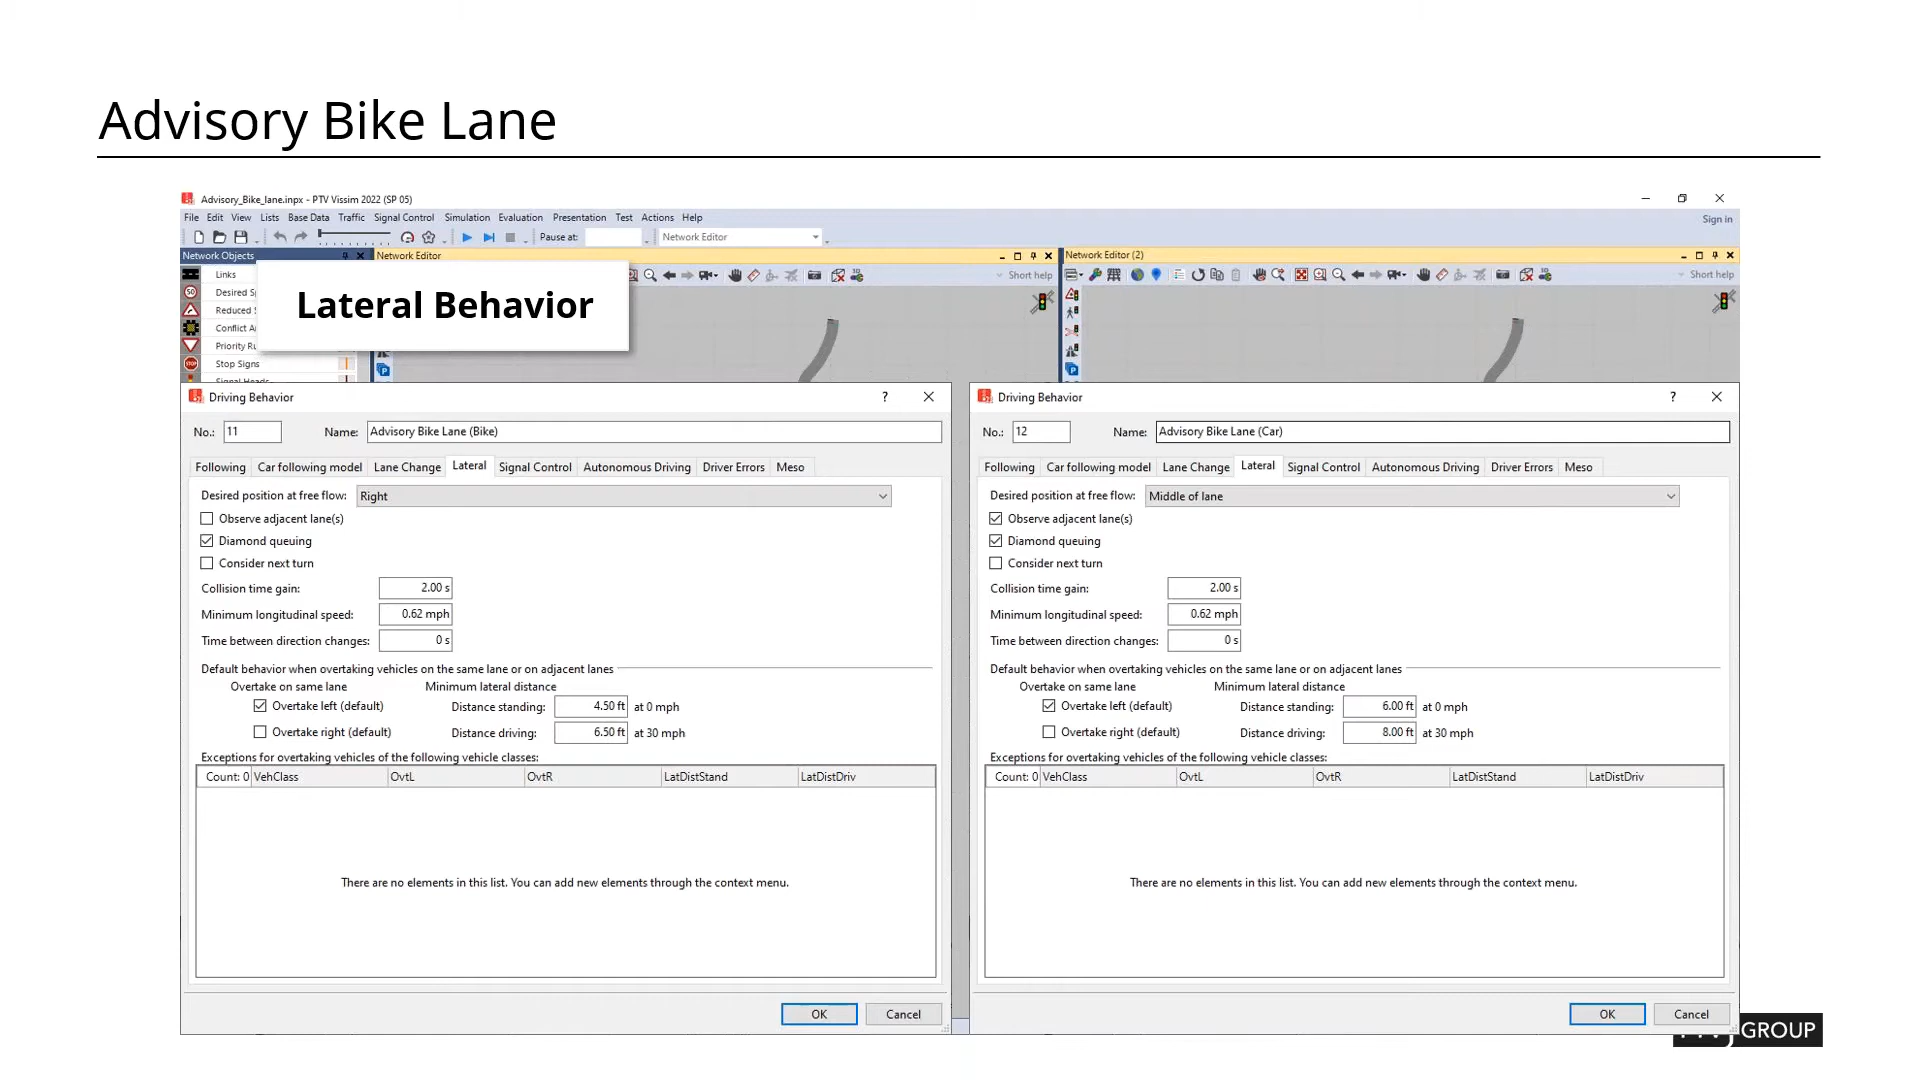 Advisory Bike Lane
Advisory_Bike_lane.inpx - PTV Vissim 2022 (SP 05)
File Edit View Lists Base Data Traffic Signal Control Simulation Evaluation Presentation Test Actions Help
Sign in
Pause at: Network Editor
Network Objects
Network Editor
Network Editor (2)
Links
Short help
Short help
Desired
Lateral Behavior
Reduced
Conflict
Priority
Stop Signs
Signal Heads
Driving Behavior
No.: 11 Name: Advisory Bike Lane (Bike)
Following Car following model Lane Change Lateral Signal Control Autonomous Driving Driver Errors Meso
Desired position at free flow: Right
Observe adjacent lane(s)
Diamond queuing
Consider next turn
Collision time gain: 2.00 s
Minimum longitudinal speed: 0.62 mph
Time between direction changes: 0 s
Default behavior when overtaking vehicles on the same lane or on adjacent lanes
Overtake on same lane Minimum lateral distance
Overtake left (default) Distance standing: 4.50 ft at 0 mph
Overtake right (default) Distance driving: 6.50 ft at 30 mph
Exceptions for overtaking vehicles of the following vehicle classes:
Count: 0 VehClass OvtL OvtR LatDistStand LatDistDriv
There are no elements in this list. You can add new elements through the context menu.
OK Cancel
Driving Behavior
No.: 12 Name: Advisory Bike Lane (Car)
Following Car following model Lane Change Lateral Signal Control Autonomous Driving Driver Errors Meso
Desired position at free flow: Middle of lane
Observe adjacent lane(s)
Diamond queuing
Consider next turn
Collision time gain: 2.00 s
Minimum longitudinal speed: 0.62 mph
Time between direction changes: 0 s
Default behavior when overtaking vehicles on the same lane or on adjacent lanes
Overtake on same lane Minimum lateral distance
Overtake left (default) Distance standing: 6.00 ft at 0 mph
Overtake right (default) Distance driving: 8.00 ft at 30 mph
Exceptions for overtaking vehicles of the following vehicle classes:
Count: 0 VehClass OvtL OvtR LatDistStand LatDistDriv
There are no elements in this list. You can add new elements through the context menu.
OK Cancel
GROUP